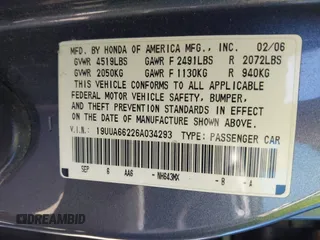 MFD. BY HONDA OF AMERICA MFG., INC. 02/06
GVWR 4519LBS GAWR F 2491LBS R 2072LBS
GVWR 2050KG GAWR F 1130KG R 940KG
THIS VEHICLE CONFORMS TO ALL APPLICABLE
FEDERAL MOTOR VEHICLE SAFETY, BUMPER,
AND THEFT PREVENTION STANDARDS IN EFFECT
ON THE DATE OF MANUFACTURE SHOWN ABOVE.
V.I.N.: 19UUA66226A034293 TYPE: PASSENGER CAR
SEP 6 AA6 - NH643MX - B - A
DREAMBID